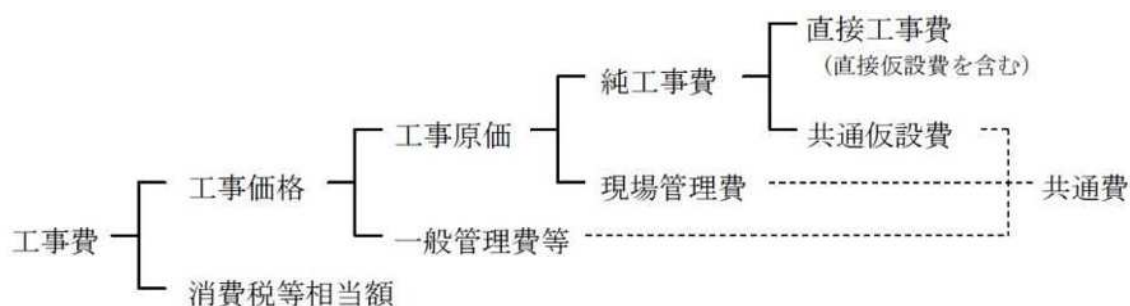 直接工事費
（直接仮設費を含む）
純工事費
工事原価
共通仮設費
工事価格
現場管理費
共通費
工事費
一般管理費等
消費税等相当額